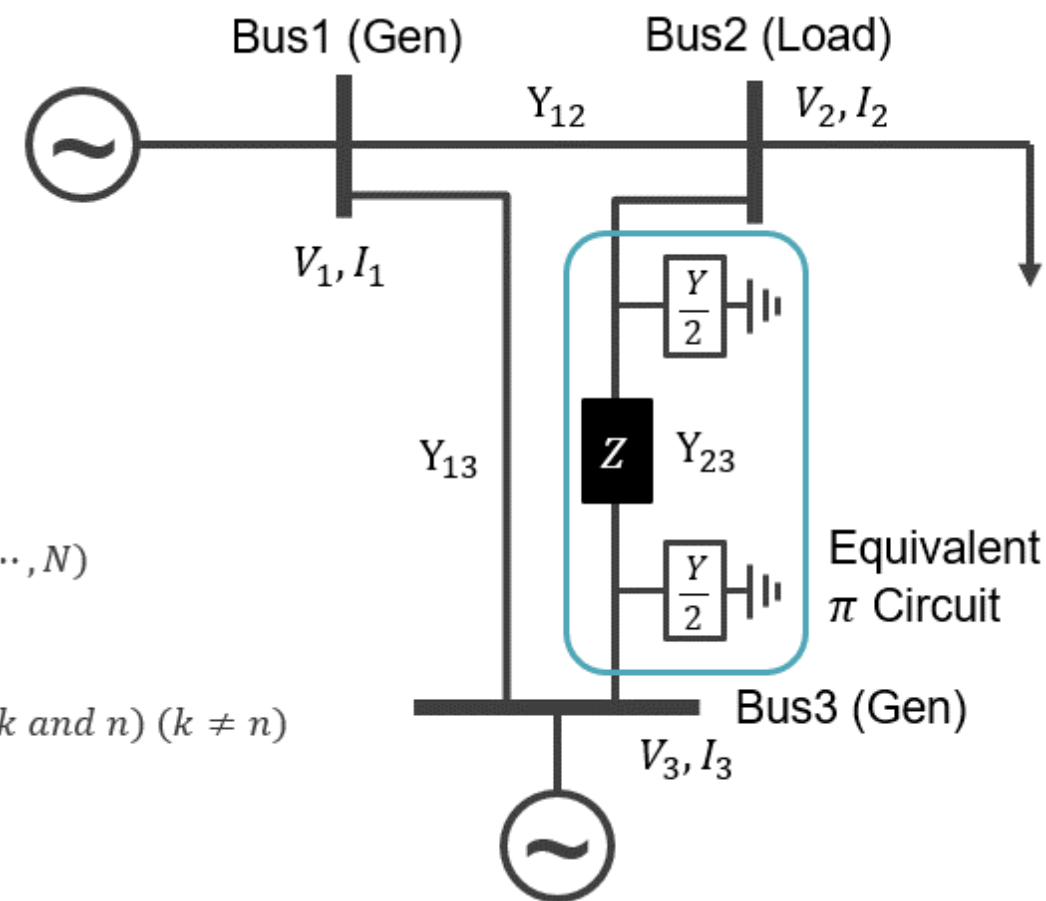 Bus1 (Gen)
Bus2 (Load)
~
Y₁₂
V₂, I₂
V₁, I₁
Y/2
Y₁₃
Z
Y₂₃
⋯, N)
Y/2
Equivalent
π Circuit
k and n) (k ≠ n)
Bus3 (Gen)
V₃, I₃
~